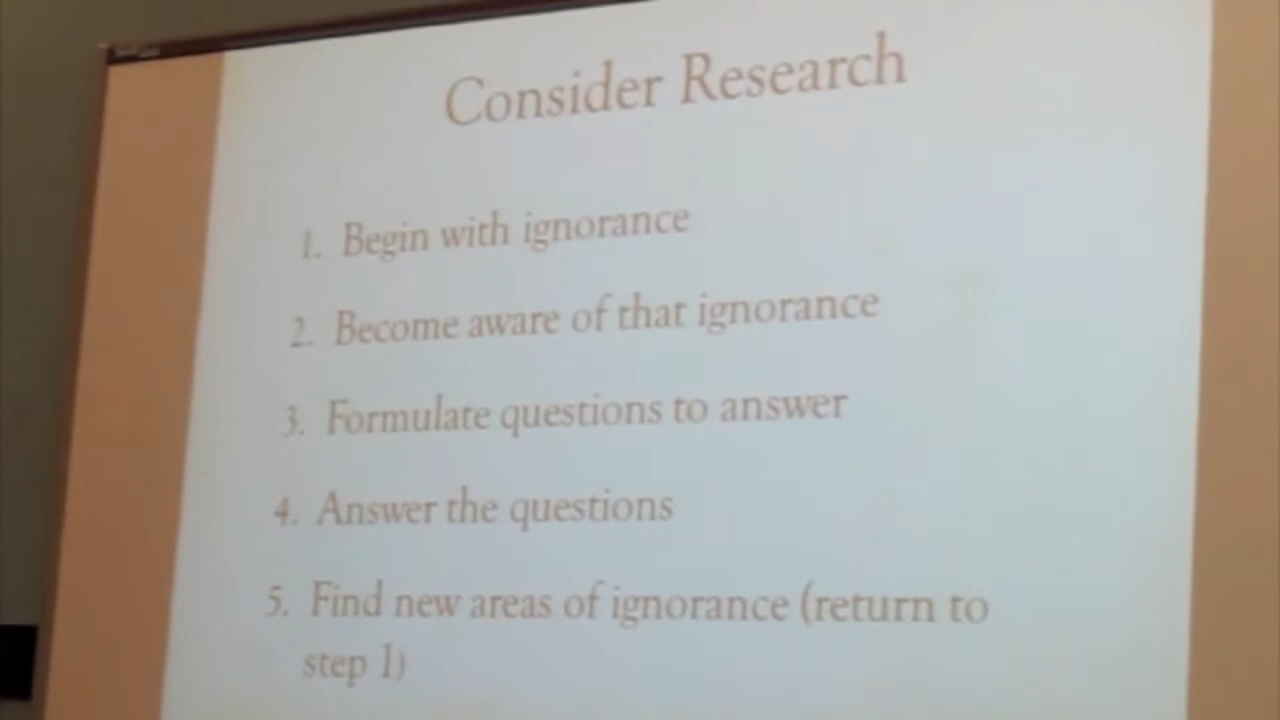 Consider Research
1. Begin with ignorance
2. Become aware of that ignorance
3. Formulate questions to answer
4. Answer the questions
5. Find new areas of ignorance (return to
step 1)